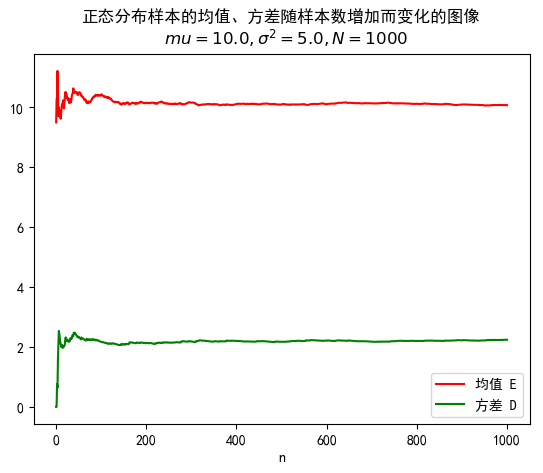 正态分布样本的均值、方差随样本数增加而变化的图像
mu = 10.0, σ² = 5.0, N = 1000
10
8
6
4
2
0
均值 E
方差 D
0 200 400 600 800 1000
n